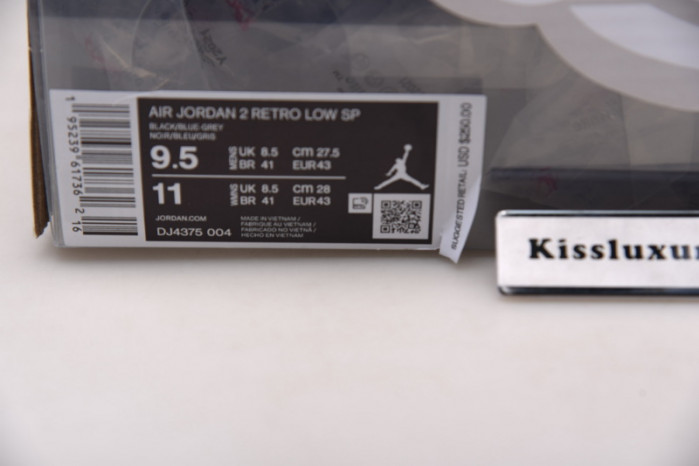 AIR JORDAN 2 RETRO LOW SP
BLACK/BLUE-GREY
NOIR/BLEU/GRIS
9.5 MENS UK 8.5 cm 27.5
BR 41 EUR43
11 WMNS UK 8.5 cm 28
BR 41 EUR43
JORDAN.COM
DJ4375 004
MADE IN VIETNAM /
FABRIQUE AU VIETNAM /
FABRICADO NO VIETNÃ /
HECHO EN VIETNAM
1 95239 61736 2 16
SUGGESTED RETAIL: USD $250.00
Kissluxu